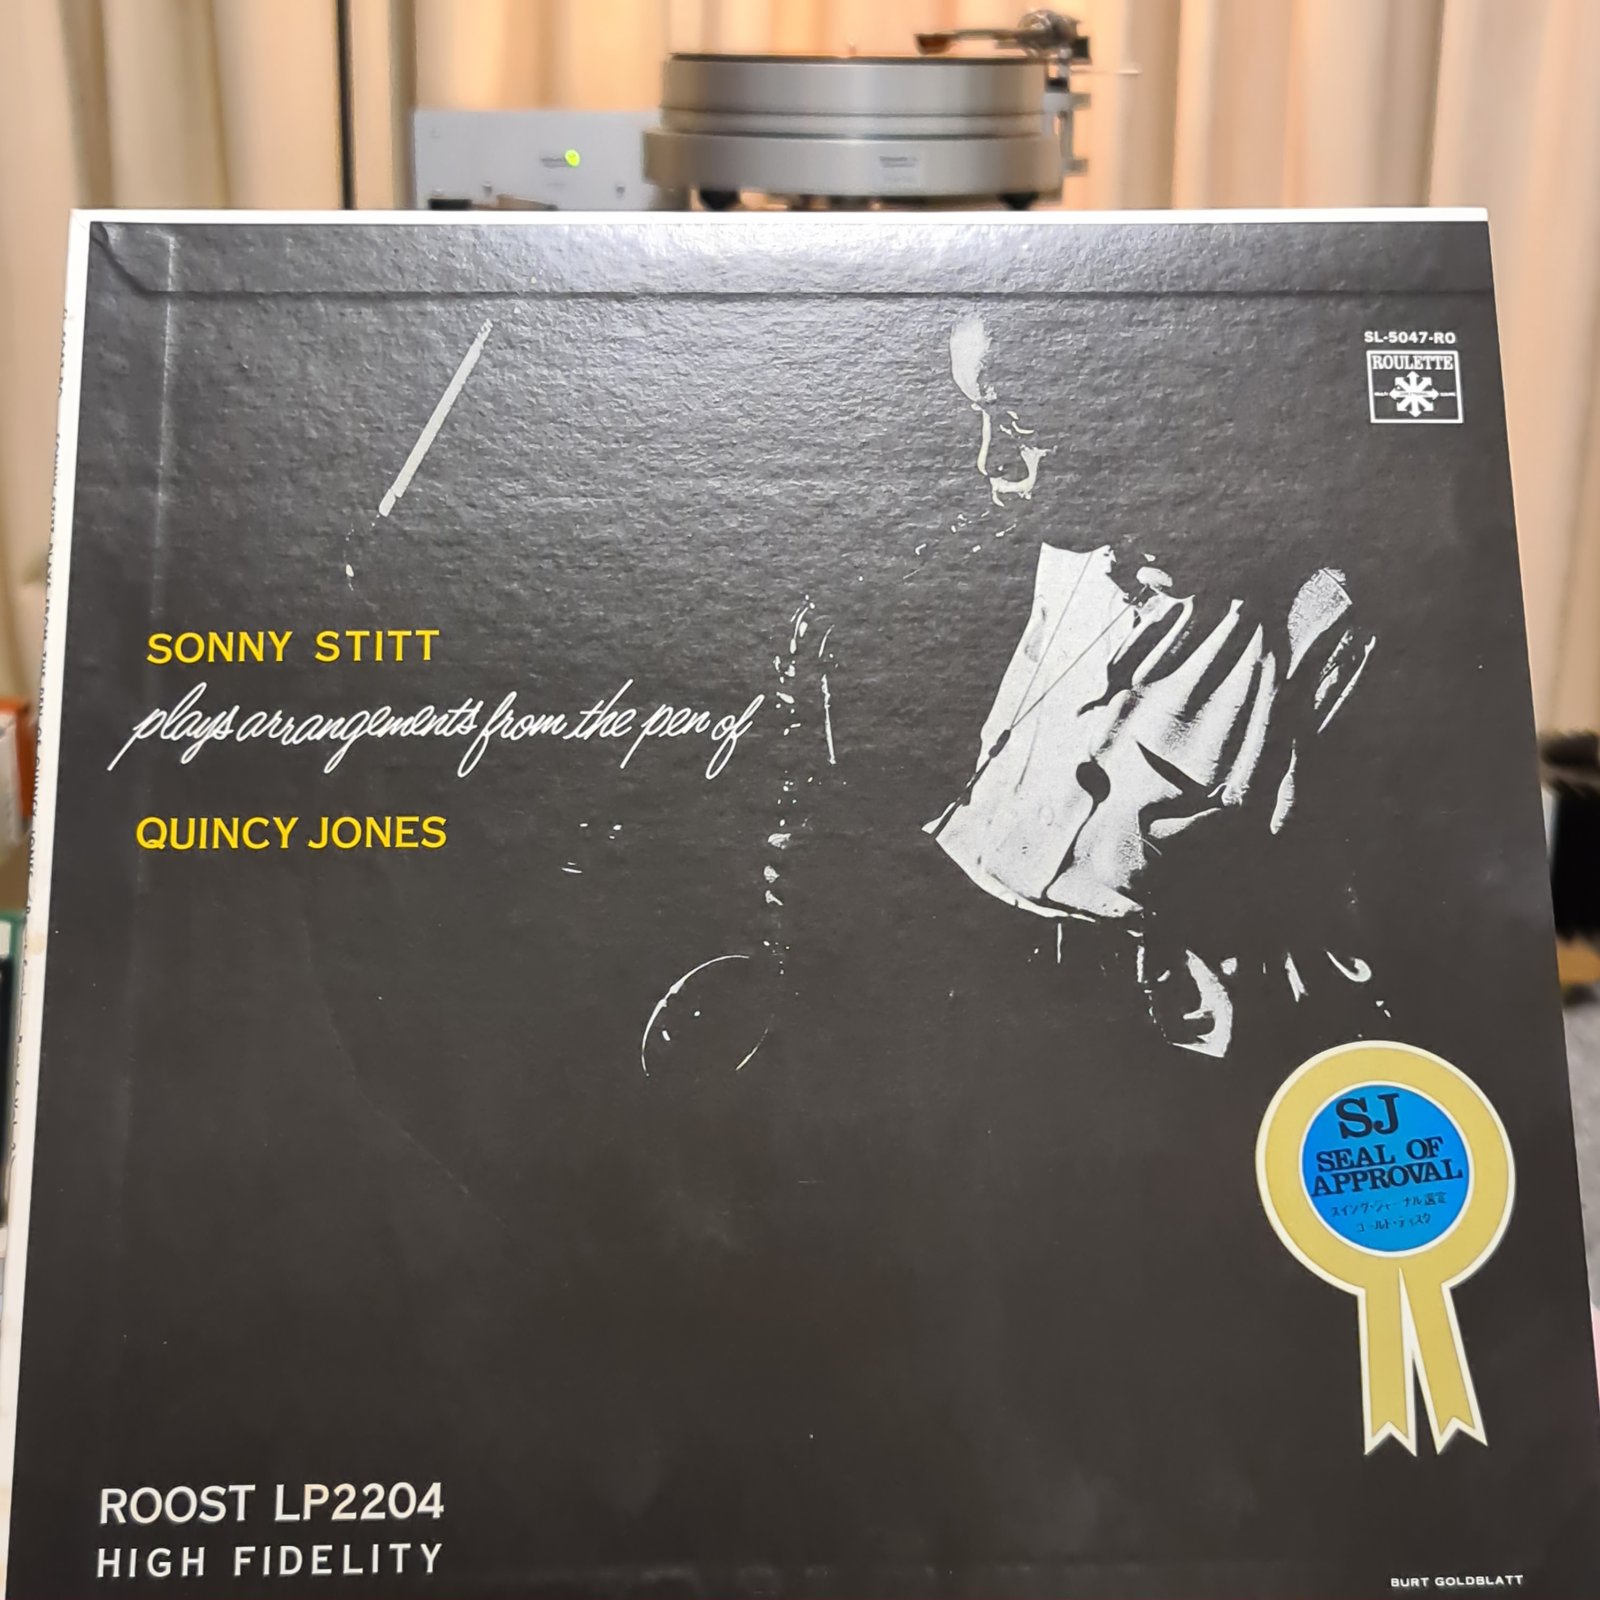 SL-5047-RO
ROULETTE
SONNY STITT
plays arrangements from the pen of
QUINCY JONES
SJ
SEAL OF
APPROVAL
スイング・ジャーナル選定
ゴールド・ディスク
ROOST LP2204
HIGH FIDELITY
BURT GOLDBLATT